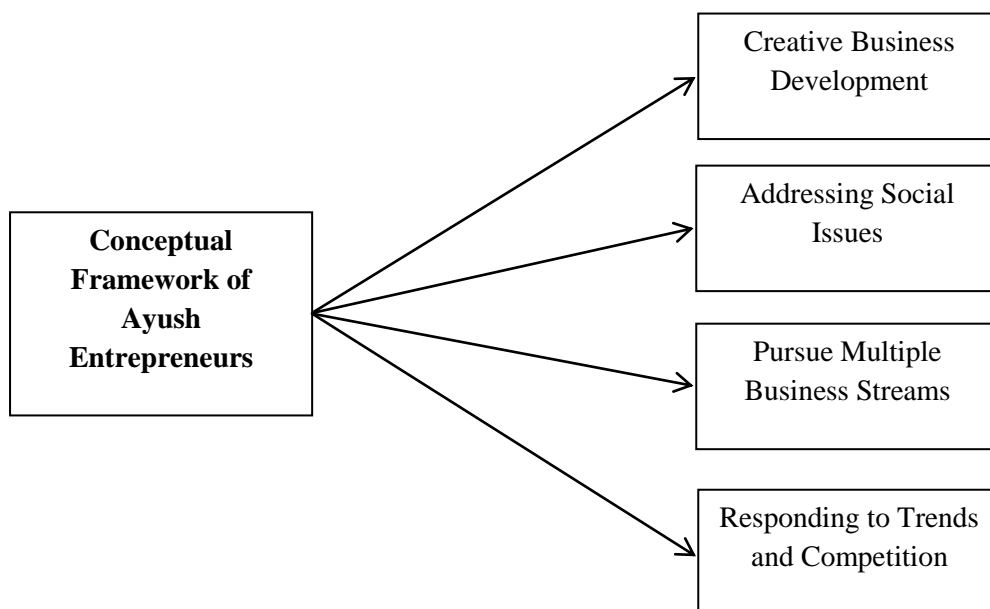 Creative Business
Development
Addressing Social
Issues
Conceptual
Framework of
Ayush
Entrepreneurs
Pursue Multiple
Business Streams
Responding to Trends
and Competition